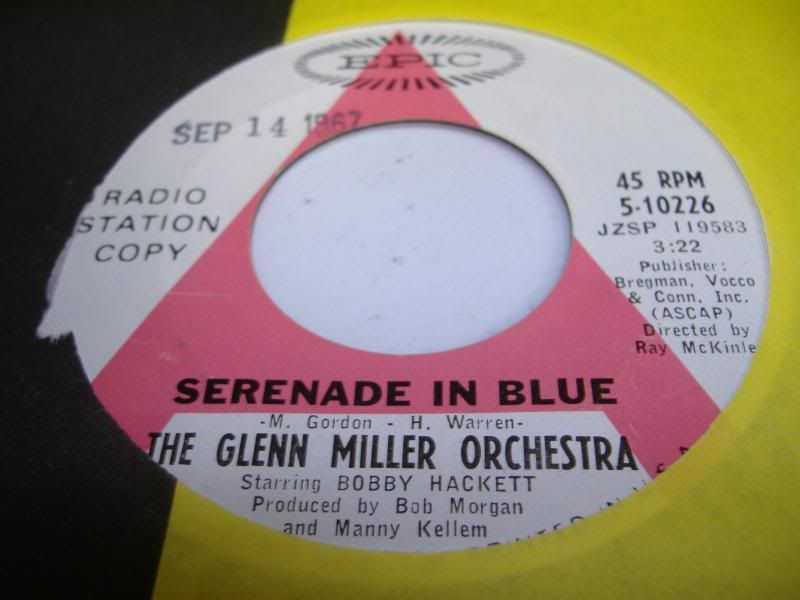 EPIC
SEP 14 1967
RADIO
STATION
COPY
45 RPM
5-10226
JZSP 119583
3:22
Publisher:
Bregman, Vocco
& Conn, Inc.
(ASCAP)
Directed by
Ray McKinle
SERENADE IN BLUE
-M. Gordon - H. Warren-
THE GLENN MILLER ORCHESTRA
Starring BOBBY HACKETT
Produced by Bob Morgan
and Manny Kellem